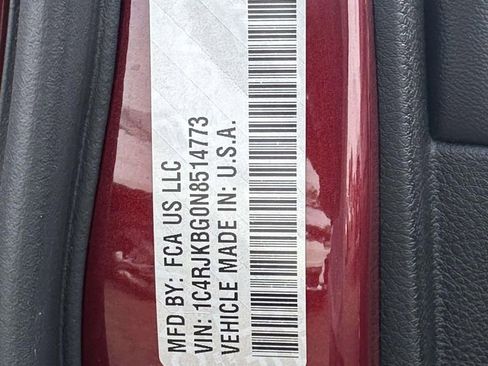 MFD BY: FCA US LLC
VIN: 1C4RJKBG0N8514773
VEHICLE MADE IN: U.S.A.